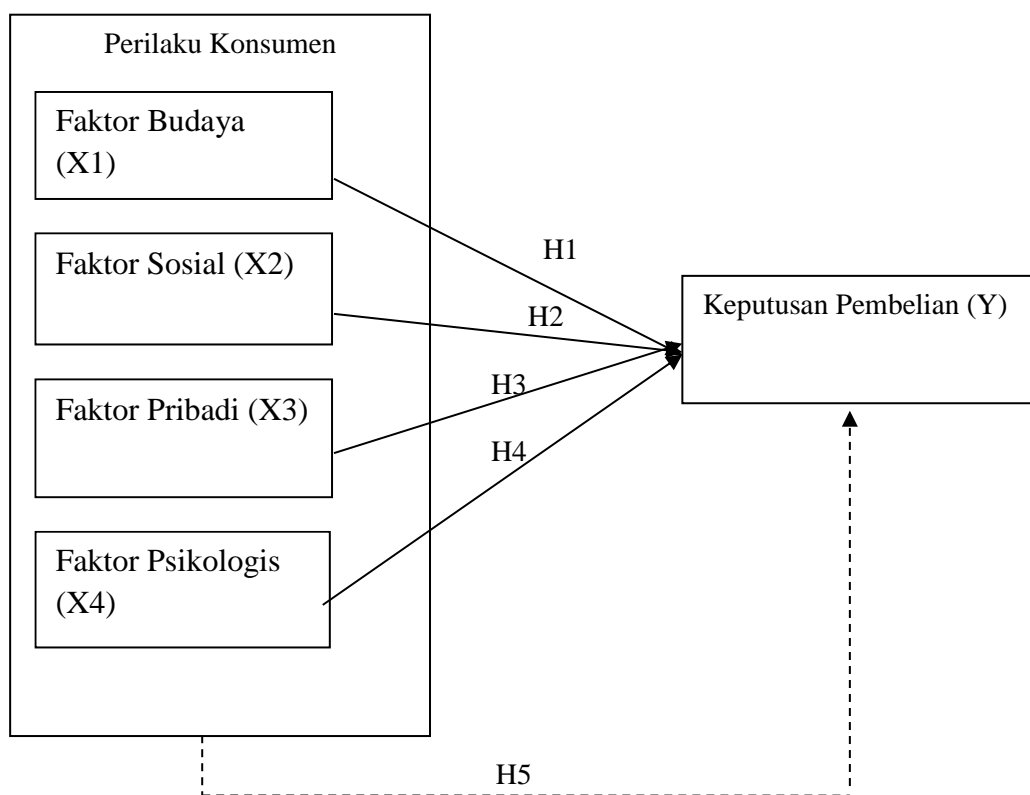 Perilaku Konsumen
Faktor Budaya
(X1)
Faktor Sosial (X2)
Faktor Pribadi (X3)
Faktor Psikologis
(X4)
H1
H2
H3
H4
Keputusan Pembelian (Y)
H5